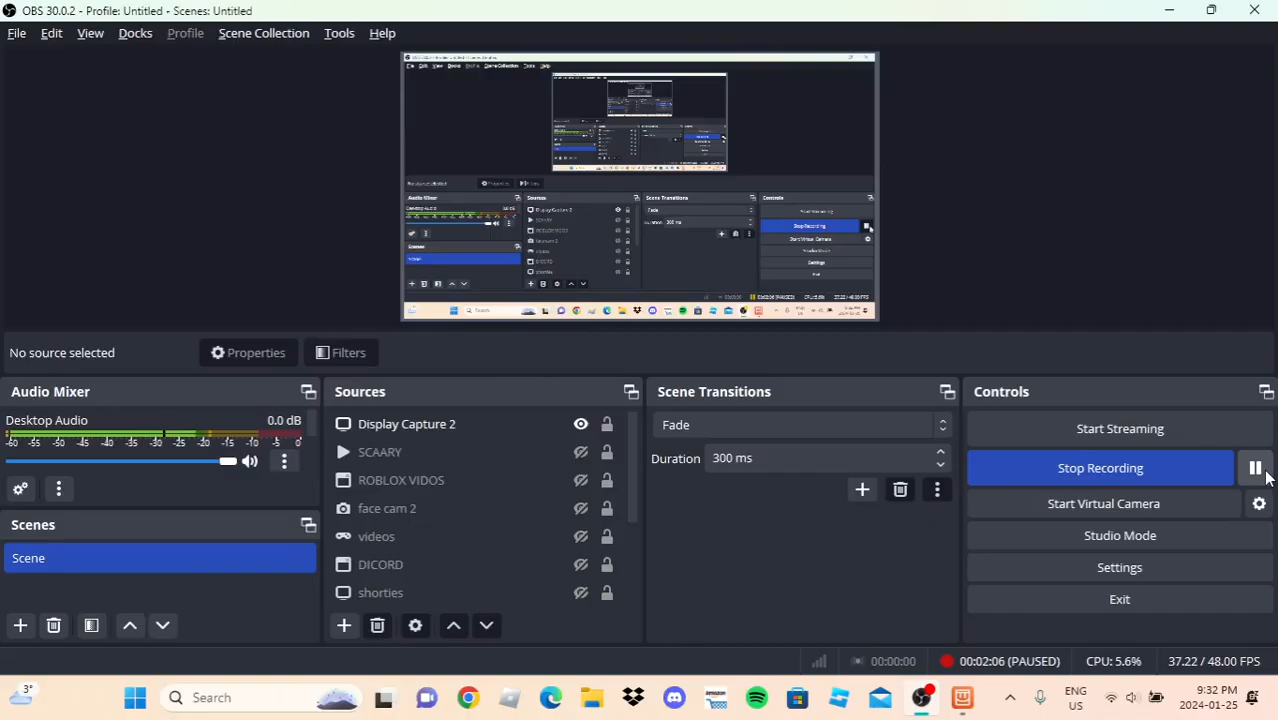 OBS 30.0.2 - Profile: Untitled - Scenes: Untitled
File Edit View Docks Profile Scene Collection Tools Help
No source selected Properties Filters
Audio Mixer
Desktop Audio 0.0 dB
-60 -55 -50 -45 -40 -35 -30 -25 -20 -15 -10 -5 0
Scenes
Scene
Sources
Display Capture 2
SCAARY
ROBLOX VIDOS
face cam 2
videos
DICORD
shorties
Scene Transitions
Fade
Duration 300 ms
Controls
Start Streaming
Stop Recording
Start Virtual Camera
Studio Mode
Settings
Exit
00:00:00 00:02:06 (PAUSED) CPU: 5.6% 37.22 / 48.00 FPS
3°
Search
ENG
US
9:32 PM
2024-01-25